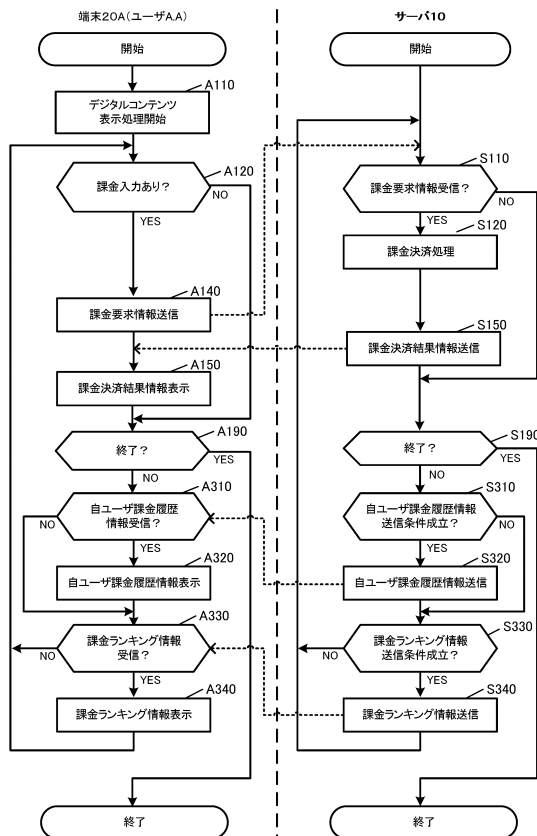 端末20A(ユーザA.A)
開始
A110
デジタルコンテンツ
表示処理開始
A120
課金入力あり？
NO
YES
A140
課金要求情報送信
A150
課金決済結果情報表示
A190
終了？
YES
NO
A310
自ユーザ課金履歴
情報受信？
NO
YES
A320
自ユーザ課金履歴情報表示
A330
課金ランキング情報
受信？
NO
YES
A340
課金ランキング情報表示
終了
サーバ10
開始
S110
課金要求情報受信？
NO
YES
S120
課金決済処理
S150
課金決済結果情報送信
S190
終了？
YES
NO
S310
自ユーザ課金履歴情報
送信条件成立？
NO
YES
S320
自ユーザ課金履歴情報送信
S330
課金ランキング情報
送信条件成立？
NO
YES
S340
課金ランキング情報送信
終了